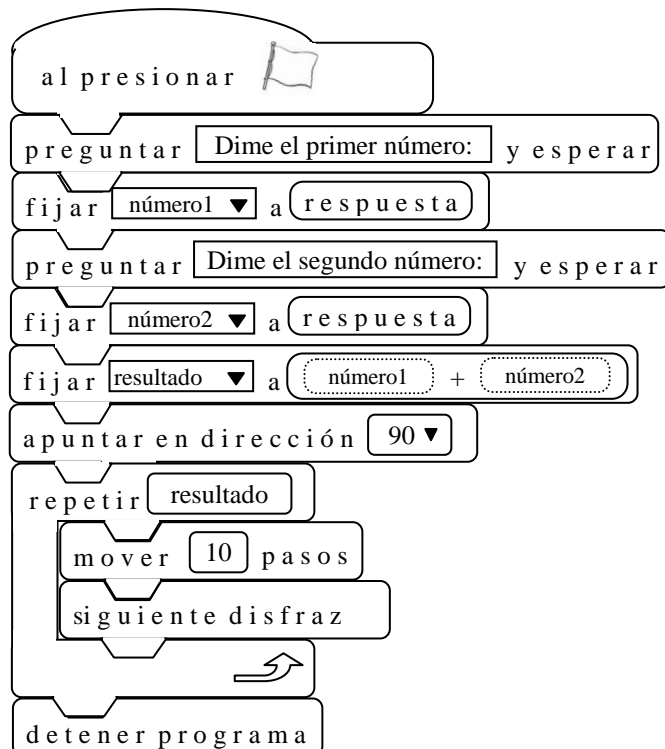 al presionar
preguntar Dime el primer número: y esperar
fijar número1 ▼ a respuesta
preguntar Dime el segundo número: y esperar
fijar número2 ▼ a respuesta
fijar resultado ▼ a número1 + número2
apuntar en dirección 90 ▼
repetir resultado
mover 10 pasos
siguiente disfraz
detener programa